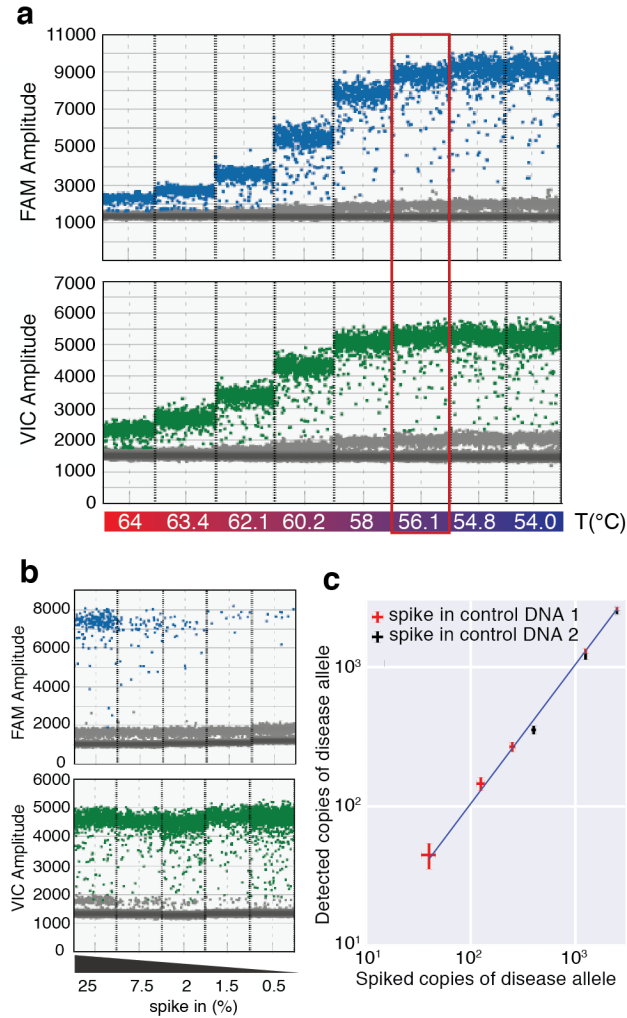 a
11000
9000
7000
5000
3000
1000
FAM Amplitude
7000
6000
5000
4000
3000
2000
1000
0
VIC Amplitude
64 63.4 62.1 60.2 58 56.1 54.8 54.0 T(°C)
b
8000
6000
4000
2000
0
FAM Amplitude
6000
5000
4000
3000
2000
1000
0
VIC Amplitude
25 7.5 2 1.5 0.5
spike in (%)
c
spike in control DNA 1
spike in control DNA 2
10³
10²
10¹
Detected copies of disease allele
10¹ 10² 10³
Spiked copies of disease allele